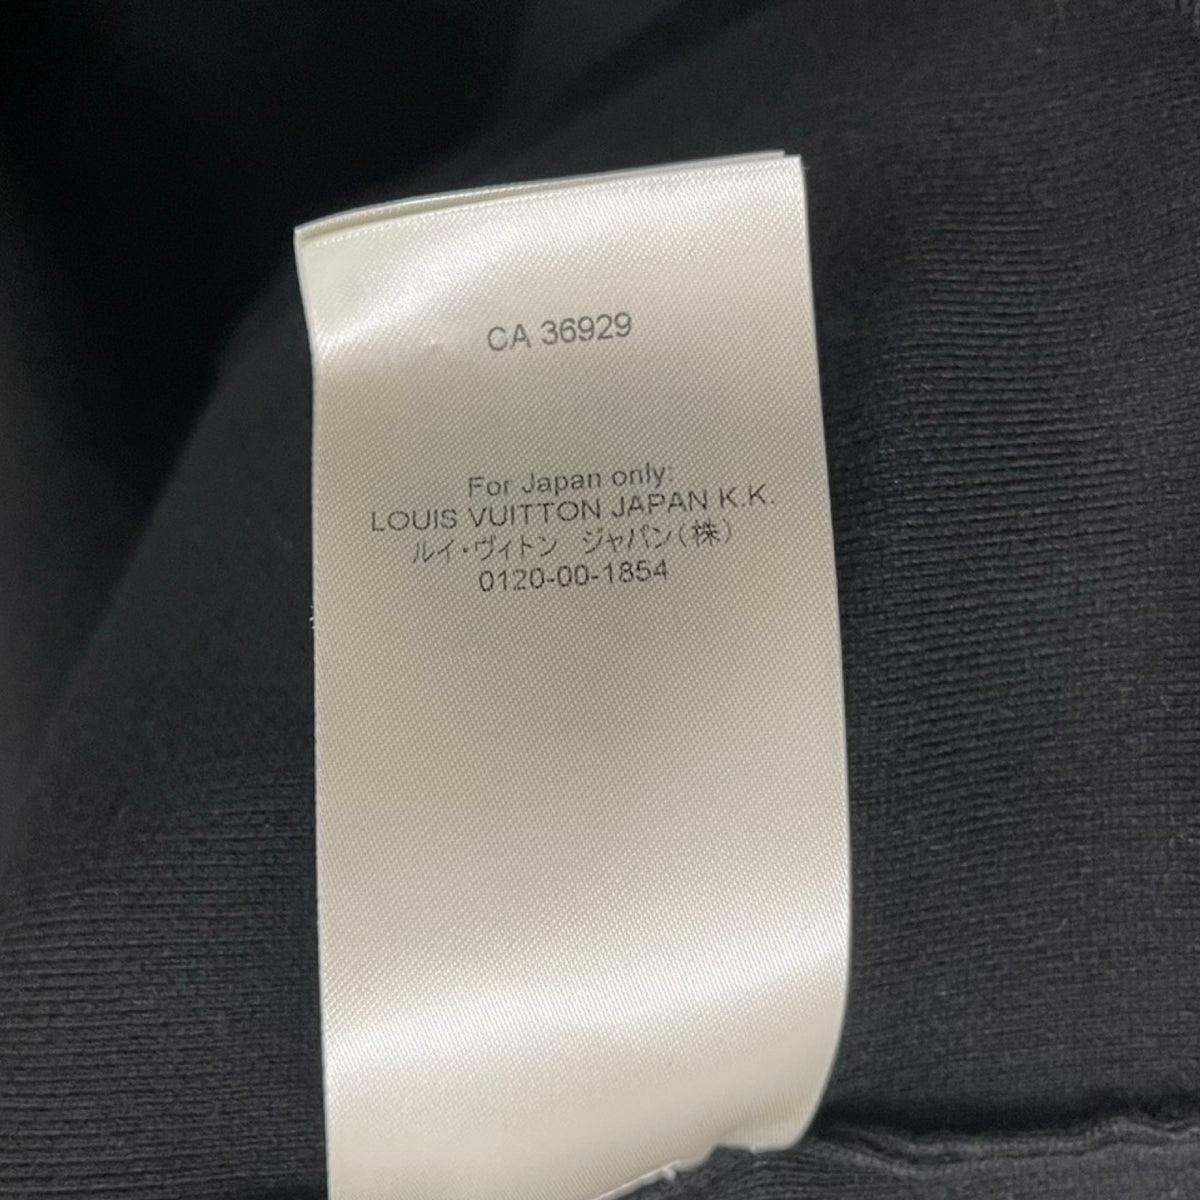 CA 36929
For Japan only:
LOUIS VUITTON JAPAN K.K.
ルイ・ヴィトン　ジャパン(株)
0120-00-1854